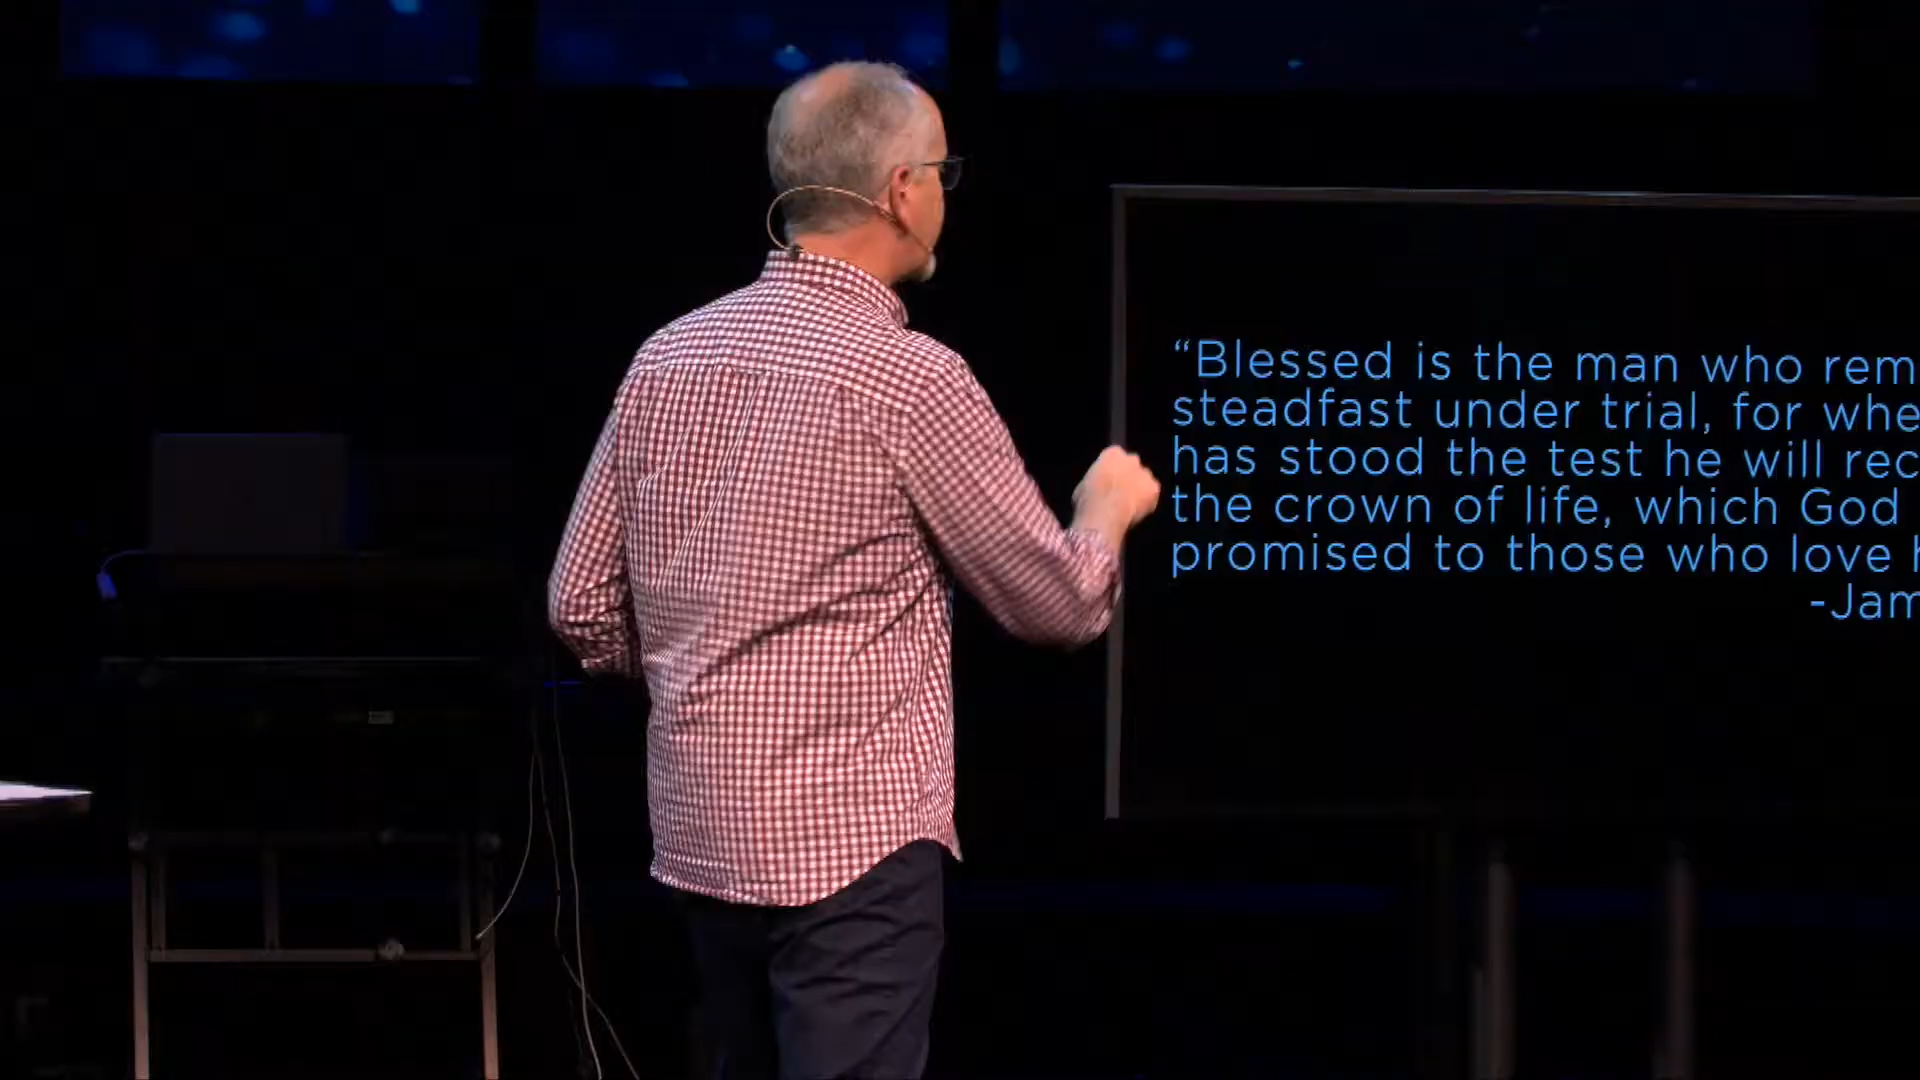 “Blessed is the man who rem
steadfast under trial, for whe
has stood the test he will rec
the crown of life, which God
promised to those who love h
-Jam